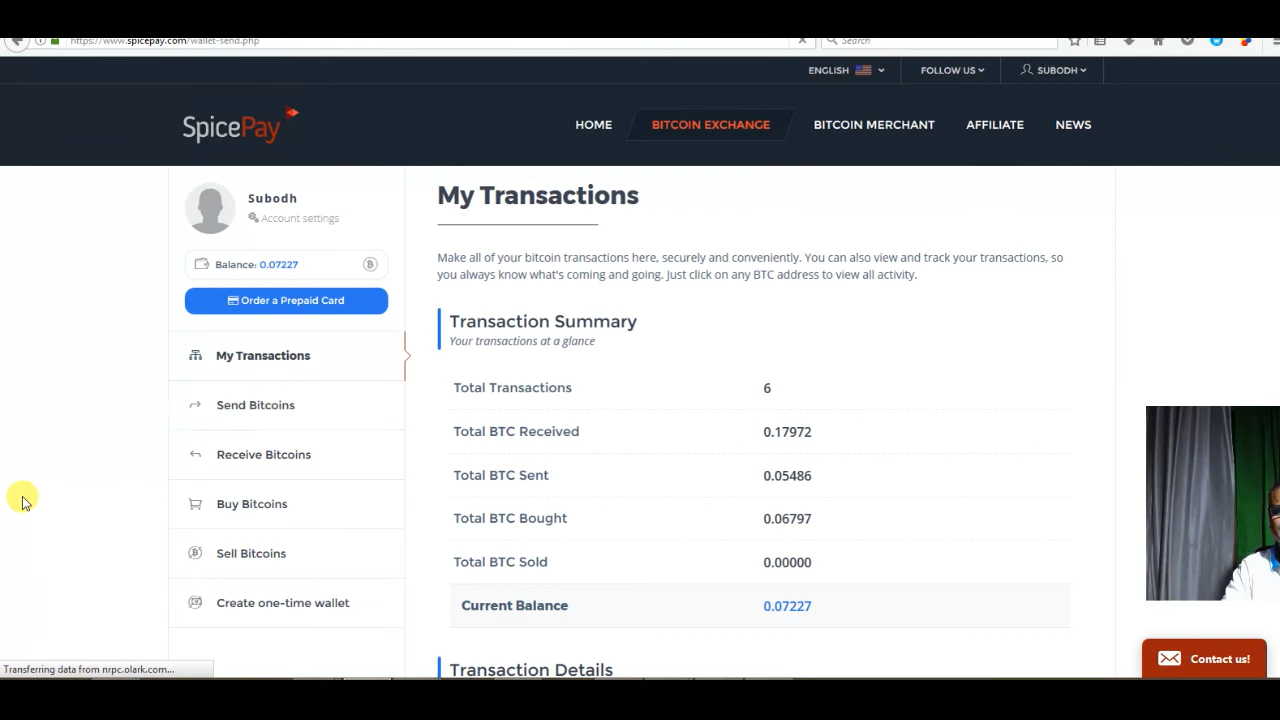 https://www.spicepay.com/wallet-send.php
Search
ENGLISH
FOLLOW US
SUBODH
SpicePay
HOME
BITCOIN EXCHANGE
BITCOIN MERCHANT
AFFILIATE
NEWS
Subodh
Account settings
Balance: 0.07227
Order a Prepaid Card
My Transactions
Send Bitcoins
Receive Bitcoins
Buy Bitcoins
Sell Bitcoins
Create one-time wallet
My Transactions
Make all of your bitcoin transactions here, securely and conveniently. You can also view and track your transactions, so
you always know what's coming and going. Just click on any BTC address to view all activity.
Transaction Summary
Your transactions at a glance
Total Transactions 6
Total BTC Received 0.17972
Total BTC Sent 0.05486
Total BTC Bought 0.06797
Total BTC Sold 0.00000
Current Balance 0.07227
Transaction Details
Transferring data from nrpc.olark.com...
Contact us!